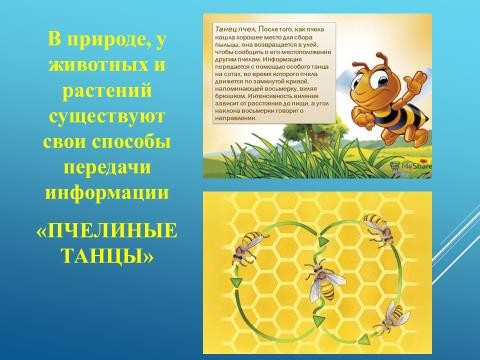 В природе, у
животных и
растений
существуют
свои способы
передачи
информации
«ПЧЕЛИНЫЕ
ТАНЦЫ»
Танец пчел. После того, как пчела
нашла хорошее место для сбора
пыльцы, она возвращается в улей,
чтобы сообщить о его местоположении
другим пчелам. Информация
передается с помощью особого танца
на сотах, во время которого пчела
движется по замкнутой кривой,
напоминающей восьмерку, виляя
брюшком. Интенсивность виляния
зависит от расстояния до пищи, а угол
наклона восьмерки говорит о
направлении.
MyShare